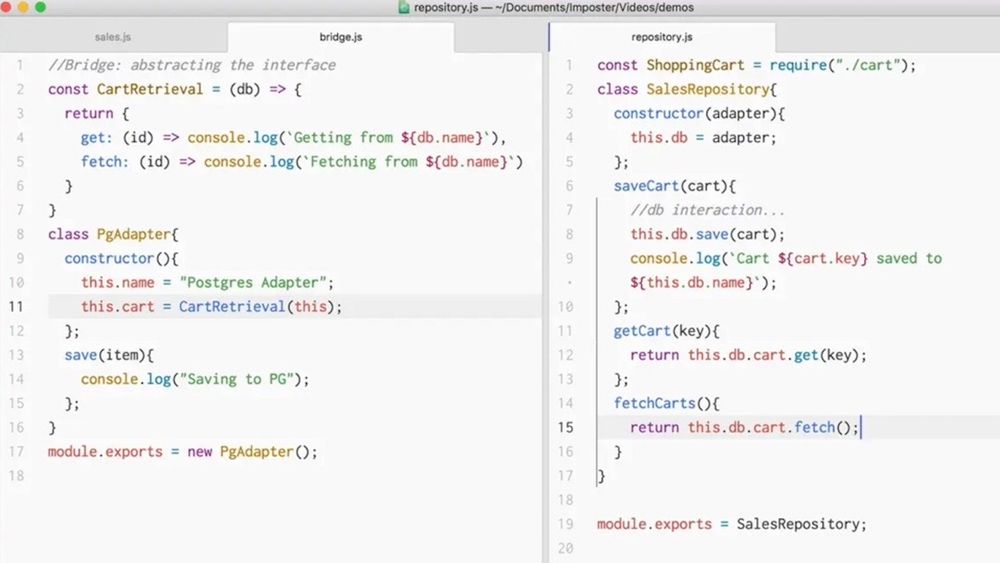 repository.js — ~/Documents/Imposter/Videos/demos
sales.js
bridge.js
1 //Bridge: abstracting the interface
2 const CartRetrieval = (db) => {
3 return {
4 get: (id) => console.log(`Getting from ${db.name}`),
5 fetch: (id) => console.log(`Fetching from ${db.name}`)
6 }
7 }
8 class PgAdapter{
9 constructor(){
10 this.name = "Postgres Adapter";
11 this.cart = CartRetrieval(this);
12 };
13 save(item){
14 console.log("Saving to PG");
15 };
16 }
17 module.exports = new PgAdapter();
18
repository.js
1 const ShoppingCart = require("./cart");
2 class SalesRepository{
3 constructor(adapter){
4 this.db = adapter;
5 };
6 saveCart(cart){
7 //db interaction...
8 this.db.save(cart);
9 console.log(`Cart ${cart.key} saved to
· ${this.db.name}`);
10 };
11 getCart(key){
12 return this.db.cart.get(key);
13 };
14 fetchCarts(){
15 return this.db.cart.fetch();
16 }
17 }
18
19 module.exports = SalesRepository;
20